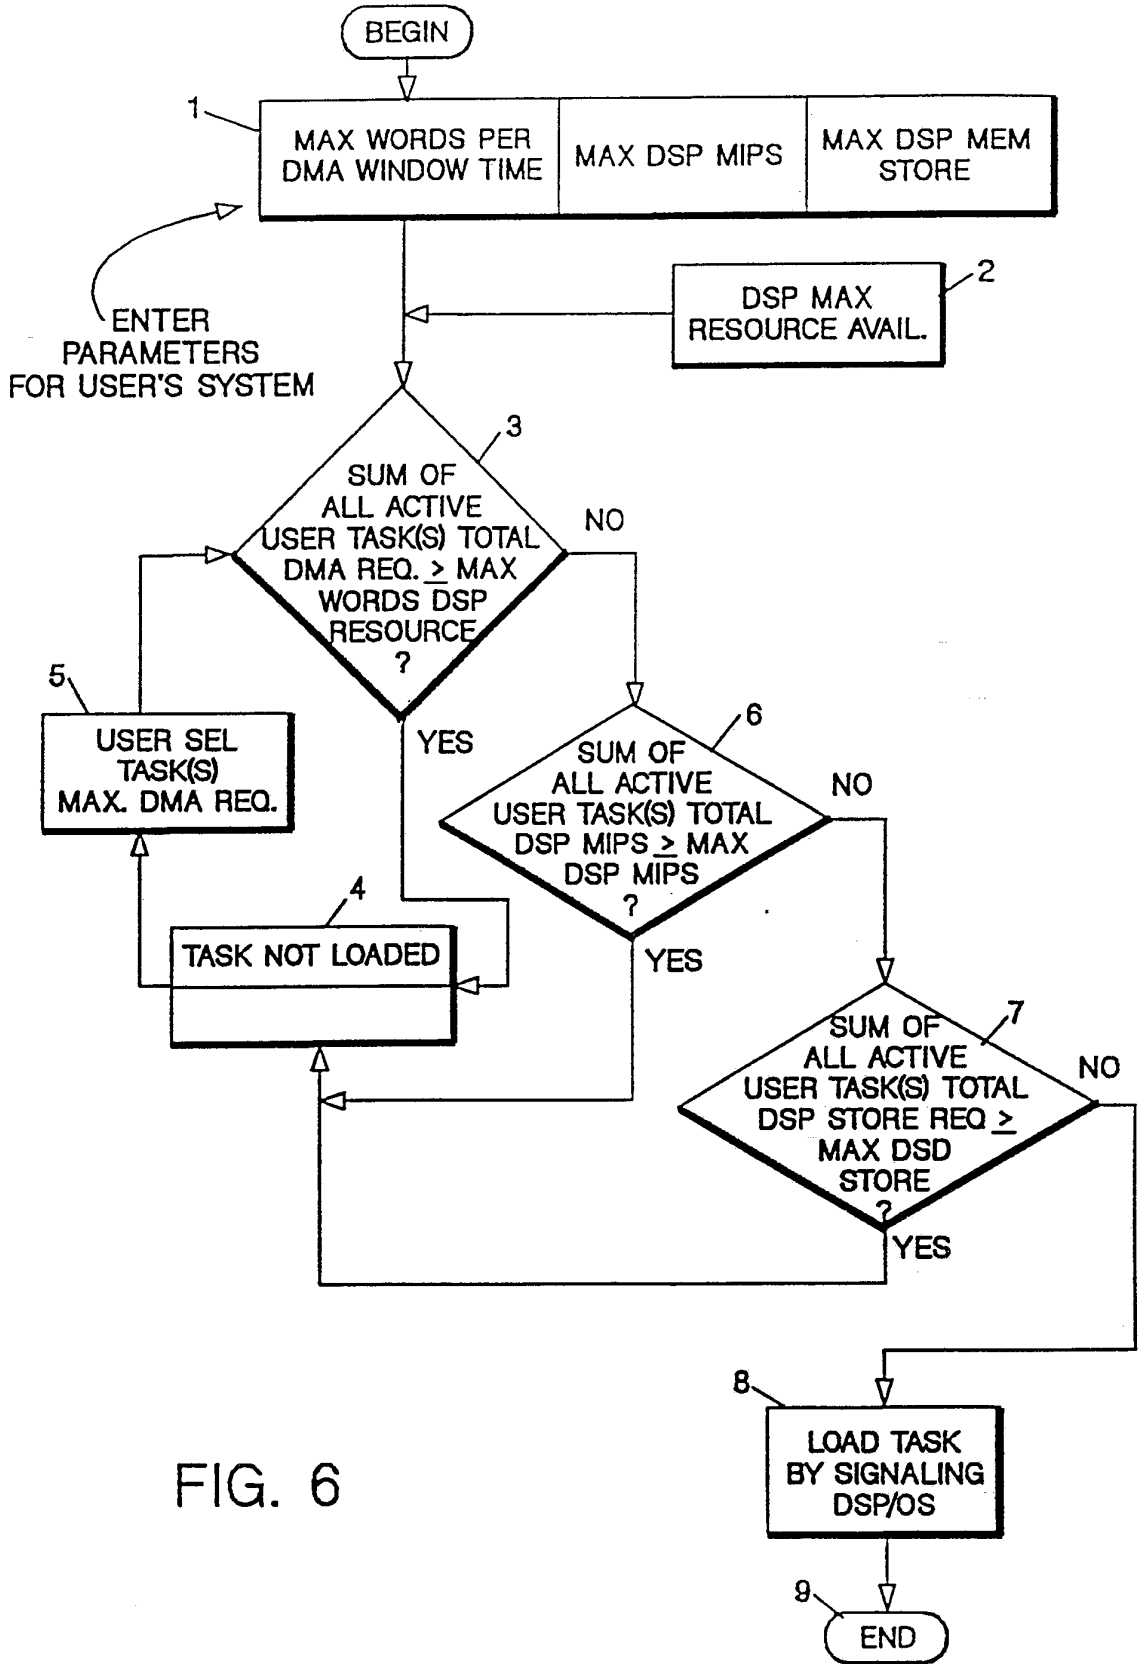 BEGIN
1
MAX WORDS PER
DMA WINDOW TIME
MAX DSP MIPS
MAX DSP MEM
STORE
ENTER
PARAMETERS
FOR USER'S SYSTEM
2
DSP MAX
RESOURCE AVAIL.
3
SUM OF
ALL ACTIVE
USER TASK(S) TOTAL
DMA REQ. ≥ MAX
WORDS DSP
RESOURCE
?
NO
YES
5
USER SEL
TASK(S)
MAX. DMA REQ.
4
TASK NOT LOADED
6
SUM OF
ALL ACTIVE
USER TASK(S) TOTAL
DSP MIPS ≥ MAX
DSP MIPS
?
NO
YES
7
SUM OF
ALL ACTIVE
USER TASK(S) TOTAL
DSP STORE REQ ≥
MAX DSD
STORE
?
NO
YES
8
LOAD TASK
BY SIGNALING
DSP/OS
9
END
FIG. 6